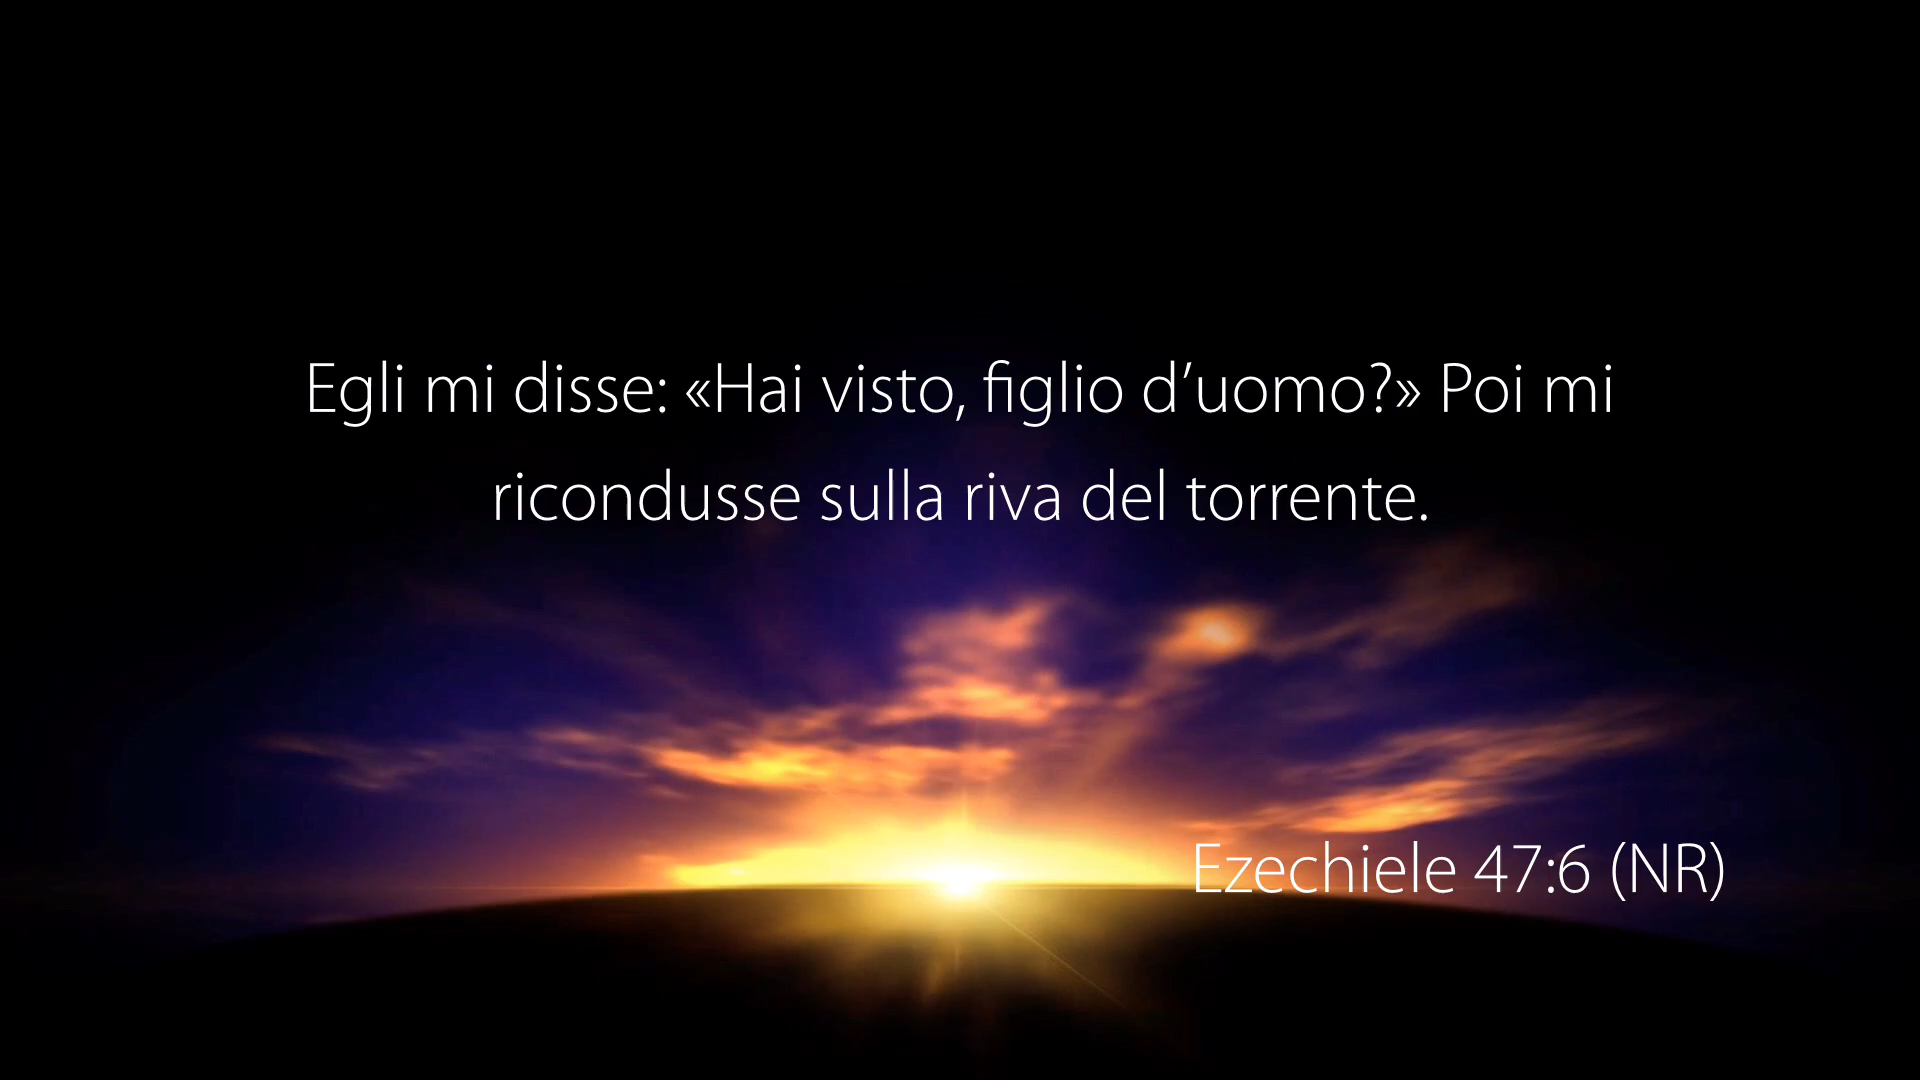 Egli mi disse: «Hai visto, figlio d’uomo?» Poi mi
ricondusse sulla riva del torrente.
Ezechiele 47:6 (NR)